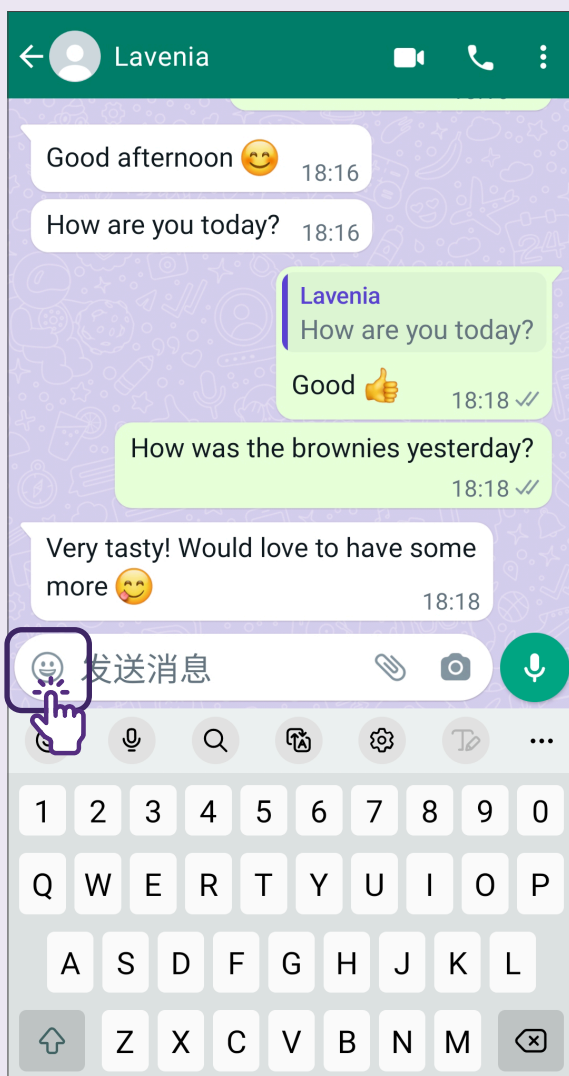 Lavenia
Good afternoon 😊 18:16
How are you today? 18:16
Lavenia
How are you today?
Good 👍 18:18
How was the brownies yesterday?
18:18
Very tasty! Would love to have some
more 😋 18:18
发送消息
1 2 3 4 5 6 7 8 9 0
Q W E R T Y U I O P
A S D F G H J K L
Z X C V B N M